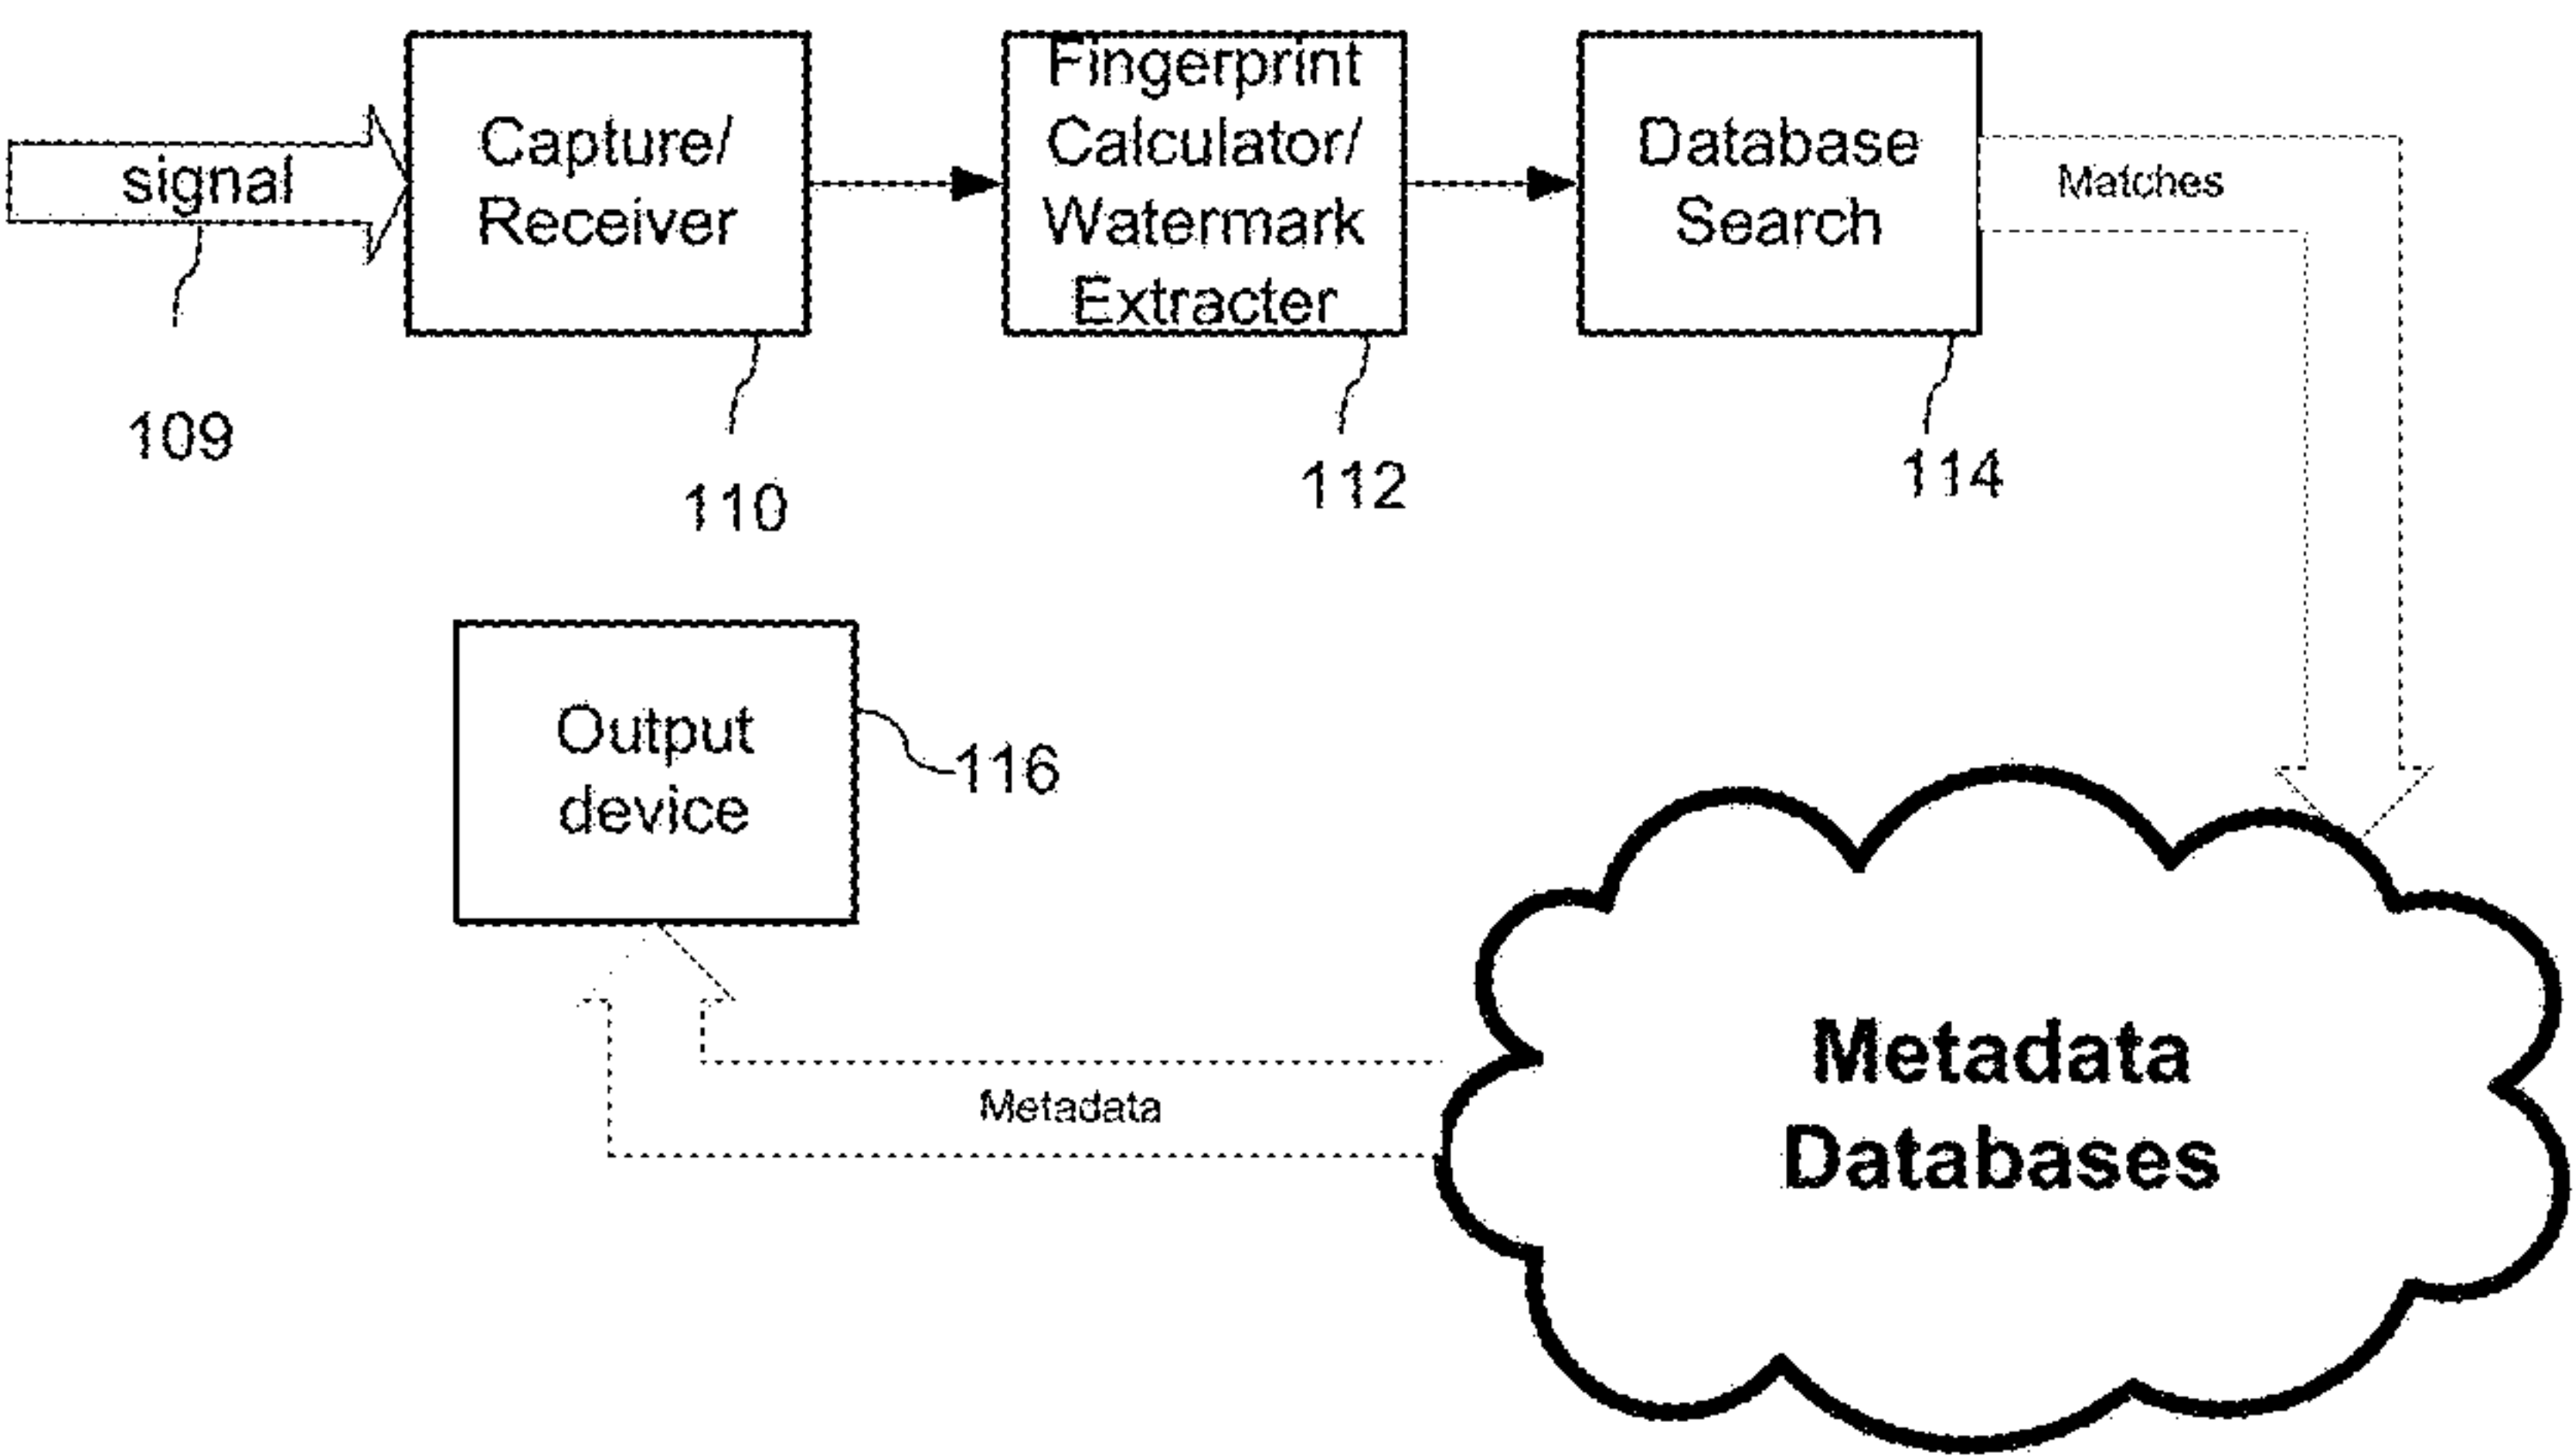 signal
Capture/
Receiver
Fingerprint
Calculator/
Watermark
Extracter
Database
Search
Matches
109
110
112
114
Output
device
116
Metadata
Databases
Metadata